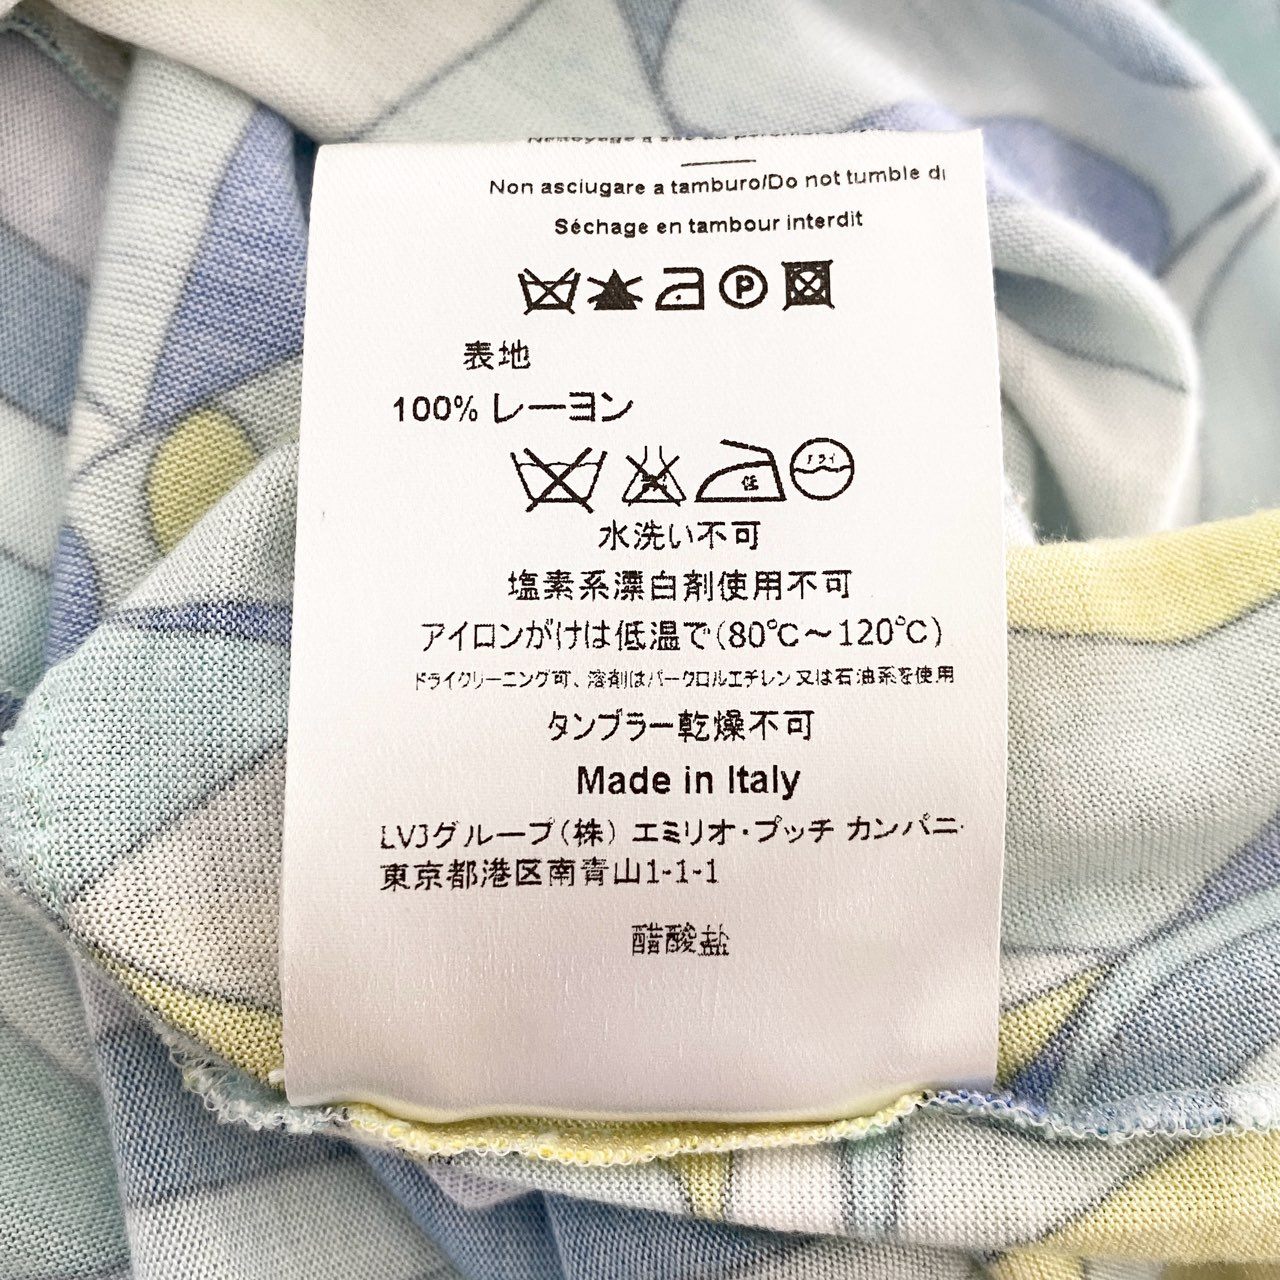 Nettoyage à sec
Non asciugare a tamburo/Do not tumble d
Séchage en tambour interdit
P
表地
100% レーヨン
低 ドライ
水洗い不可
塩素系漂白剤使用不可
アイロンがけは低温で(80℃～120℃)
ドライクリーニング可、溶剤はパークロルエチレン又は石油系を使用
タンブラー乾燥不可
Made in Italy
LVJグループ(株) エミリオ・プッチ カンパニ
東京都港区南青山1-1-1
醋酸盐